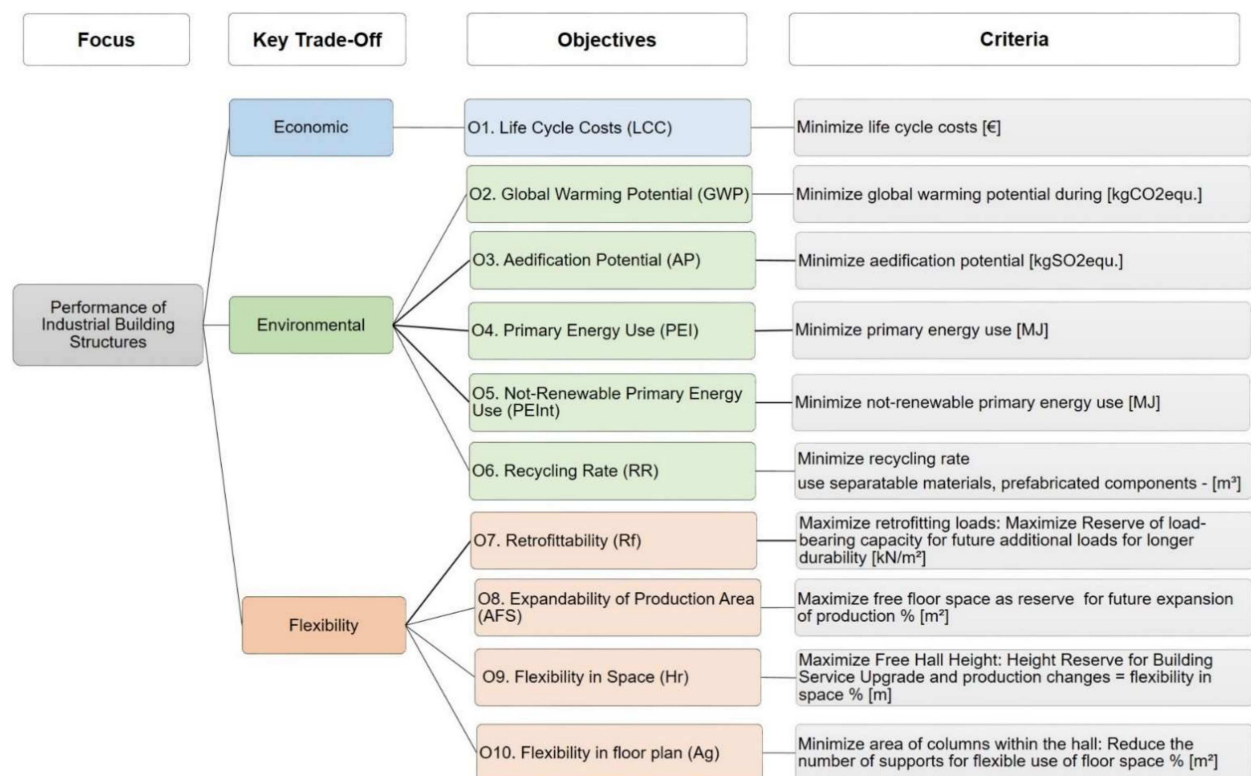 Focus
Key Trade-Off
Objectives
Criteria
Economic
O1. Life Cycle Costs (LCC)
Minimize life cycle costs [€]
O2. Global Warming Potential (GWP)
Minimize global warming potential during [kgCO2equ.]
O3. Aedification Potential (AP)
Minimize aedification potential [kgSO2equ.]
Performance of
Industrial Building
Structures
Environmental
O4. Primary Energy Use (PEI)
Minimize primary energy use [MJ]
O5. Not-Renewable Primary Energy
Use (PEInt)
Minimize not-renewable primary energy use [MJ]
O6. Recycling Rate (RR)
Minimize recycling rate
use separatable materials, prefabricated components - [m³]
O7. Retrofittability (Rf)
Maximize retrofitting loads: Maximize Reserve of load-
bearing capacity for future additional loads for longer
durability [kN/m²]
Flexibility
O8. Expandability of Production Area
(AFS)
Maximize free floor space as reserve for future expansion
of production % [m²]
O9. Flexibility in Space (Hr)
Maximize Free Hall Height: Height Reserve for Building
Service Upgrade and production changes = flexibility in
space % [m]
O10. Flexibility in floor plan (Ag)
Minimize area of columns within the hall: Reduce the
number of supports for flexible use of floor space % [m²]